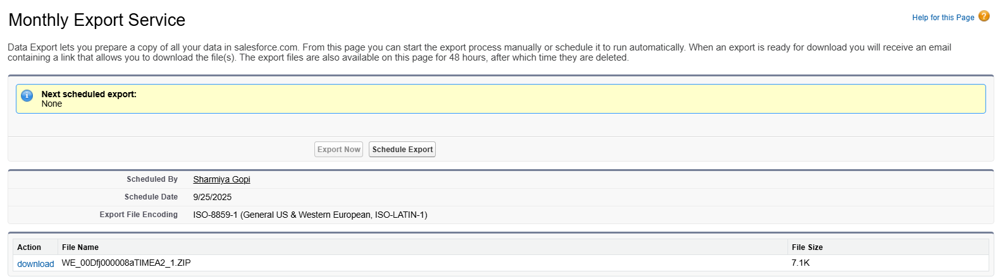 Monthly Export Service
Help for this Page
Data Export lets you prepare a copy of all your data in salesforce.com. From this page you can start the export process manually or schedule it to run automatically. When an export is ready for download you will receive an email
containing a link that allows you to download the file(s). The export files are also available on this page for 48 hours, after which time they are deleted.
Next scheduled export:
None
Export Now Schedule Export
Scheduled By Sharmiya Gopi
Schedule Date 9/25/2025
Export File Encoding ISO-8859-1 (General US & Western European, ISO-LATIN-1)
Action File Name File Size
download WE_00Dfj000008aTIMEA2_1.ZIP 7.1K